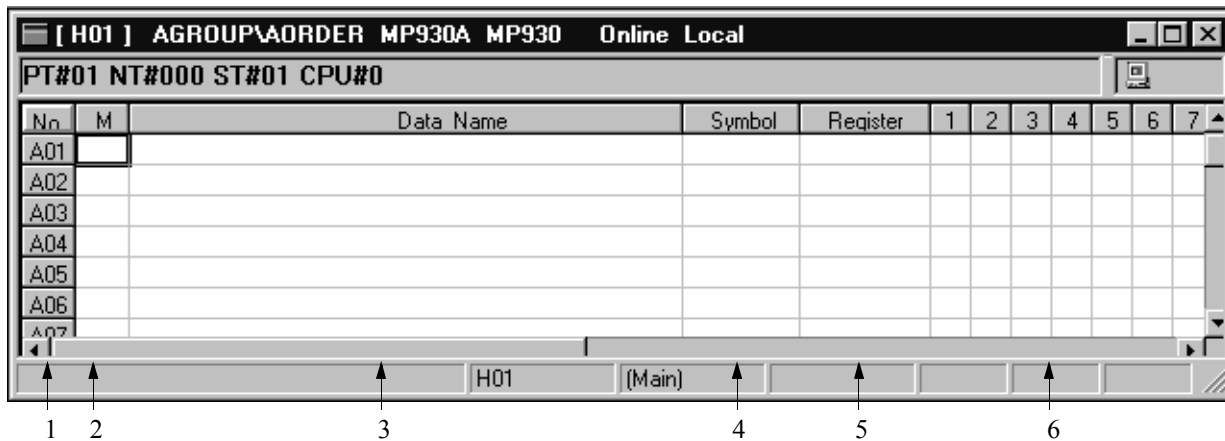 [ H01 ] AGROUP\AORDER MP930A MP930 Online Local
PT#01 NT#000 ST#01 CPU#0
No M Data Name Symbol Register 1 2 3 4 5 6 7
A01
A02
A03
A04
A05
A06
A07
H01 (Main)
1 2 3 4 5 6